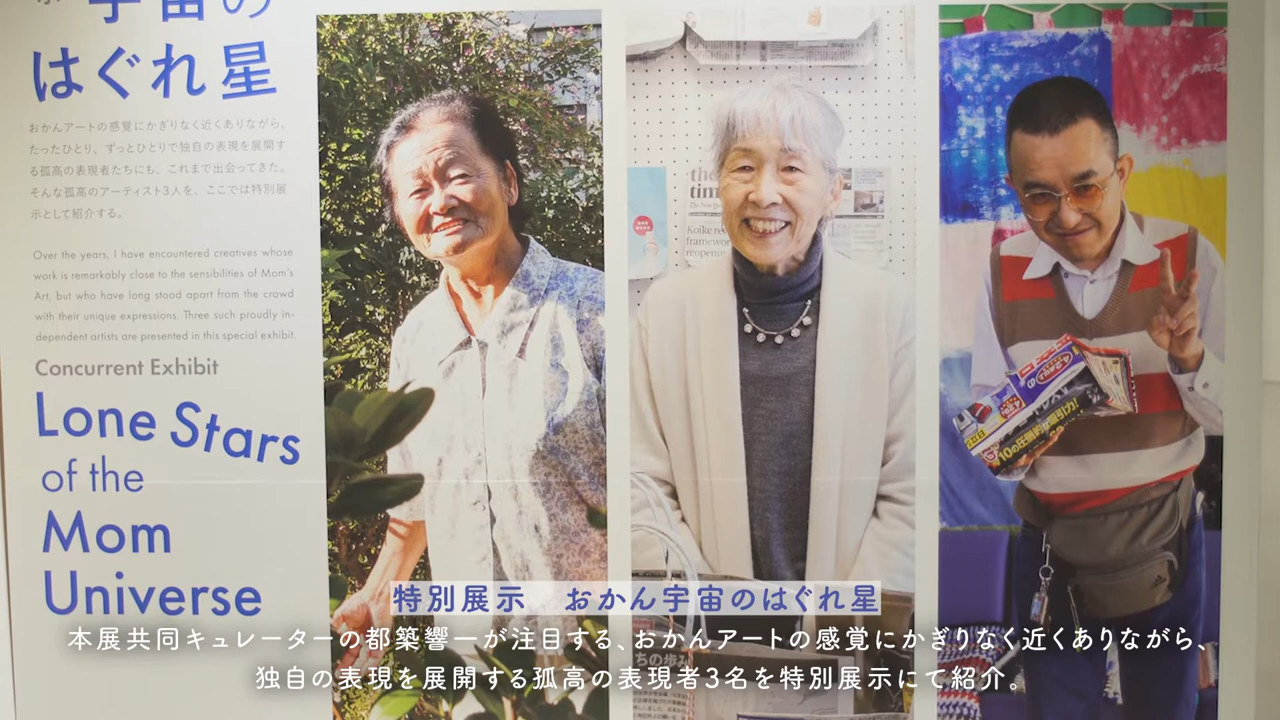 宇宙の
はぐれ星
おかんアートの感覚にかぎりなく近くありながら、
たったひとり、ずっとひとりで独自の表現を展開す
る孤高の表現者たちにも、これまで出会ってきた。
そんな孤高のアーティスト3人を、ここでは特別展
示として紹介する。
Over the years, I have encountered creatives whose
work is remarkably close to the sensibilities of Mom's
Art, but who have long stood apart from the crowd
with their unique expressions. Three such proudly in-
dependent artists are presented in this special exhibit.
Concurrent Exhibit
Lone Stars
of the
Mom
Universe
the
Koike
reopening
特別展示 おかん宇宙のはぐれ星
本展共同キュレーターの都築響一が注目する、おかんアートの感覚にかぎりなく近くありながら、
独自の表現を展開する孤高の表現者3名を特別展示にて紹介。